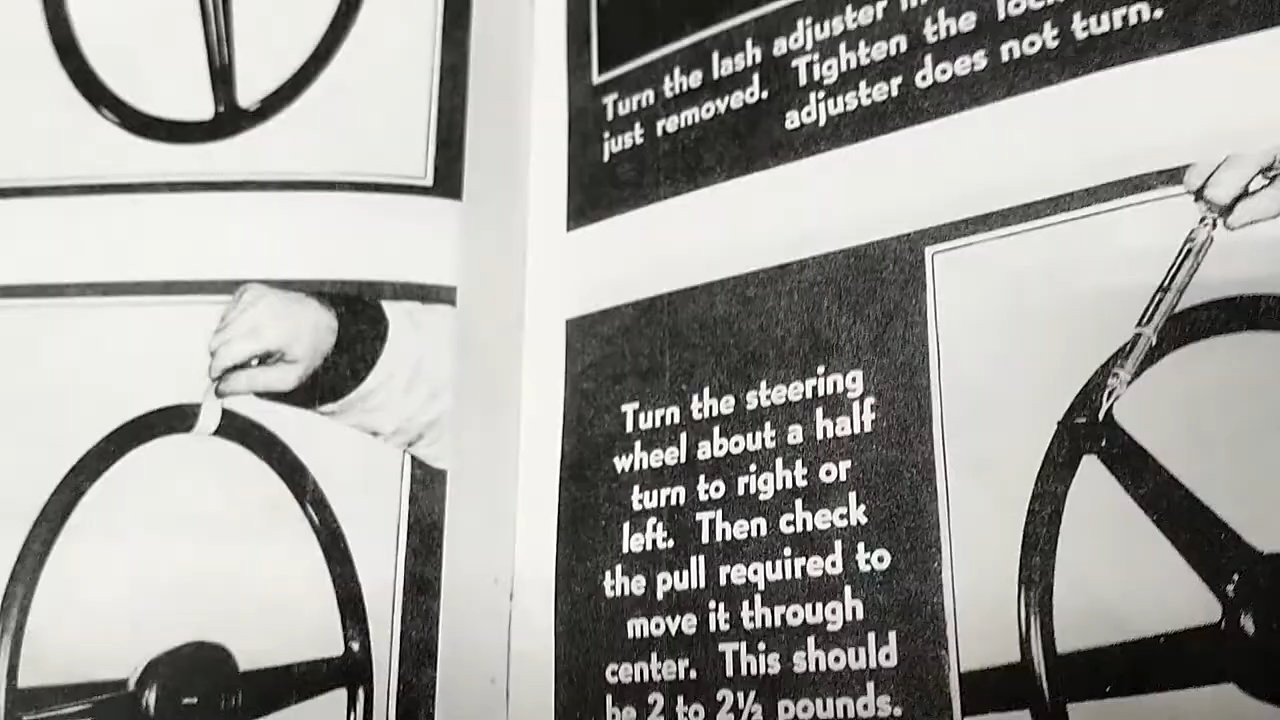 Turn the lash adjuster
just removed. Tighten the
adjuster does not turn.
Turn the steering
wheel about a half
turn to right or
left. Then check
the pull required to
move it through
center. This should
be 2 to 2½ pounds.